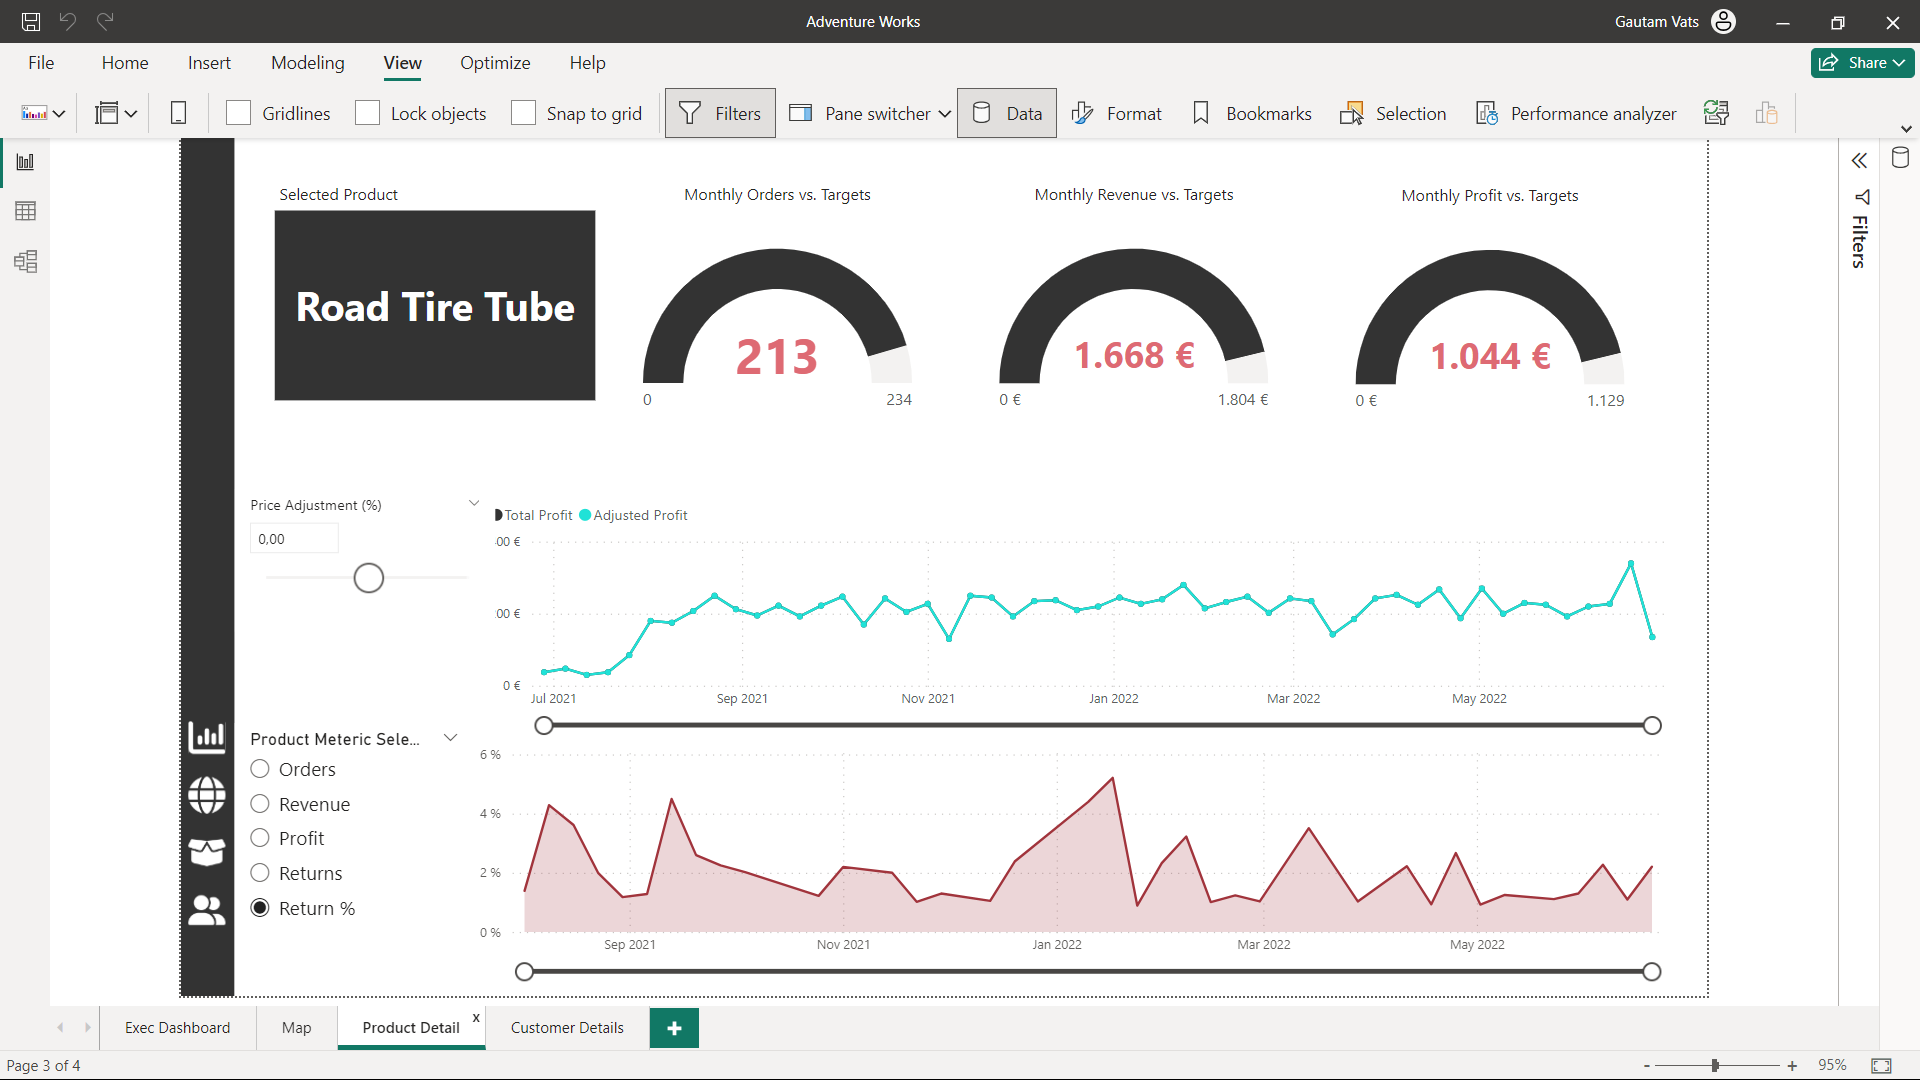 Adventure Works
Gautam Vats
File Home Insert Modeling View Optimize Help
Share
Gridlines Lock objects Snap to grid Filters Pane switcher Data Format Bookmarks Selection Performance analyzer
Selected Product
Road Tire Tube
Monthly Orders vs. Targets
213
0 234
Monthly Revenue vs. Targets
1.668 €
0 € 1.804 €
Monthly Profit vs. Targets
1.044 €
0 € 1.129
Filters
Price Adjustment (%)
0,00
Total Profit Adjusted Profit
00 €
00 €
0 €
Jul 2021 Sep 2021 Nov 2021 Jan 2022 Mar 2022 May 2022
Product Meteric Sele...
Orders
Revenue
Profit
Returns
Return %
6 %
4 %
2 %
0 %
Sep 2021 Nov 2021 Jan 2022 Mar 2022 May 2022
Exec Dashboard Map Product Detail x Customer Details +
Page 3 of 4
- + 95%